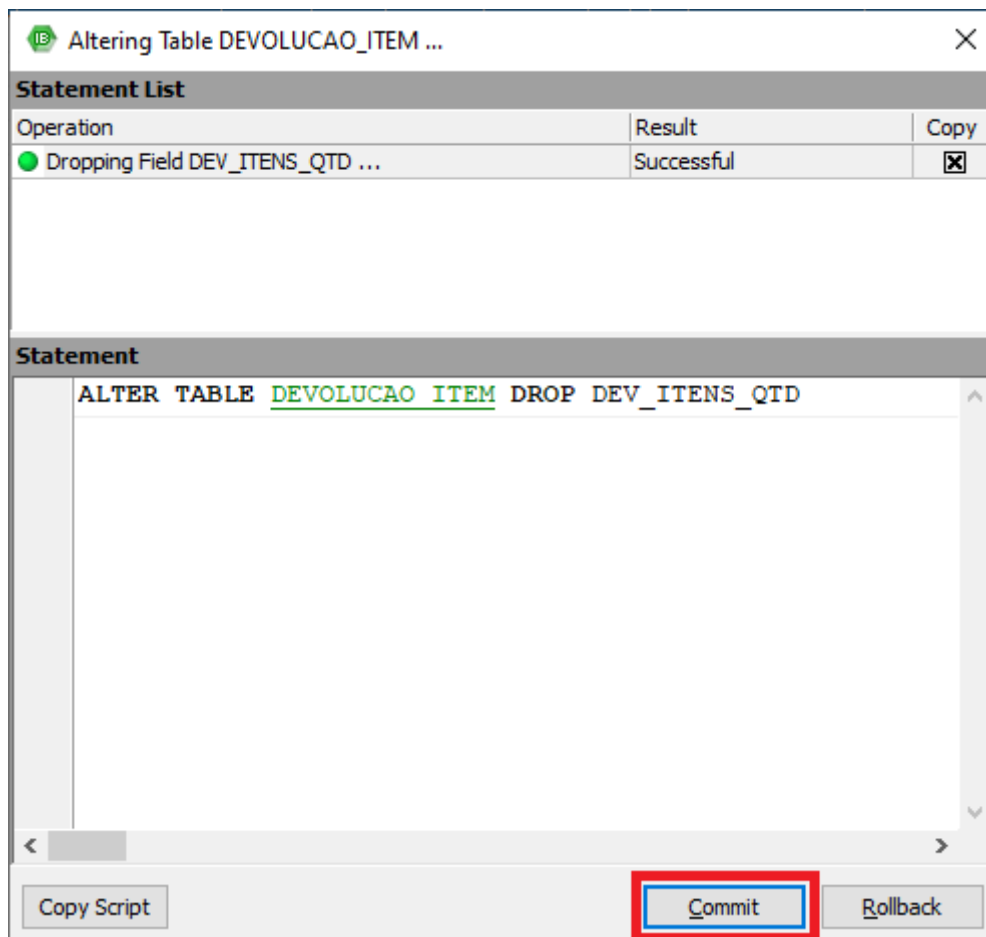 IB
Altering Table DEVOLUCAO_ITEM ...
Statement List
Operation Result Copy
Dropping Field DEV_ITENS_QTD ... Successful
Statement
ALTER TABLE DEVOLUCAO_ITEM DROP DEV_ITENS_QTD
Copy Script Commit Rollback